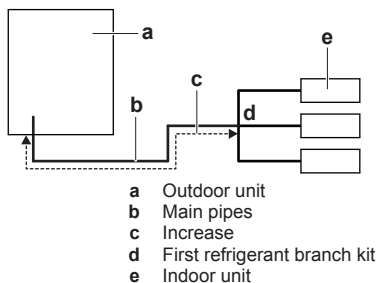 a
e
c
b
d
a Outdoor unit
b Main pipes
c Increase
d First refrigerant branch kit
e Indoor unit